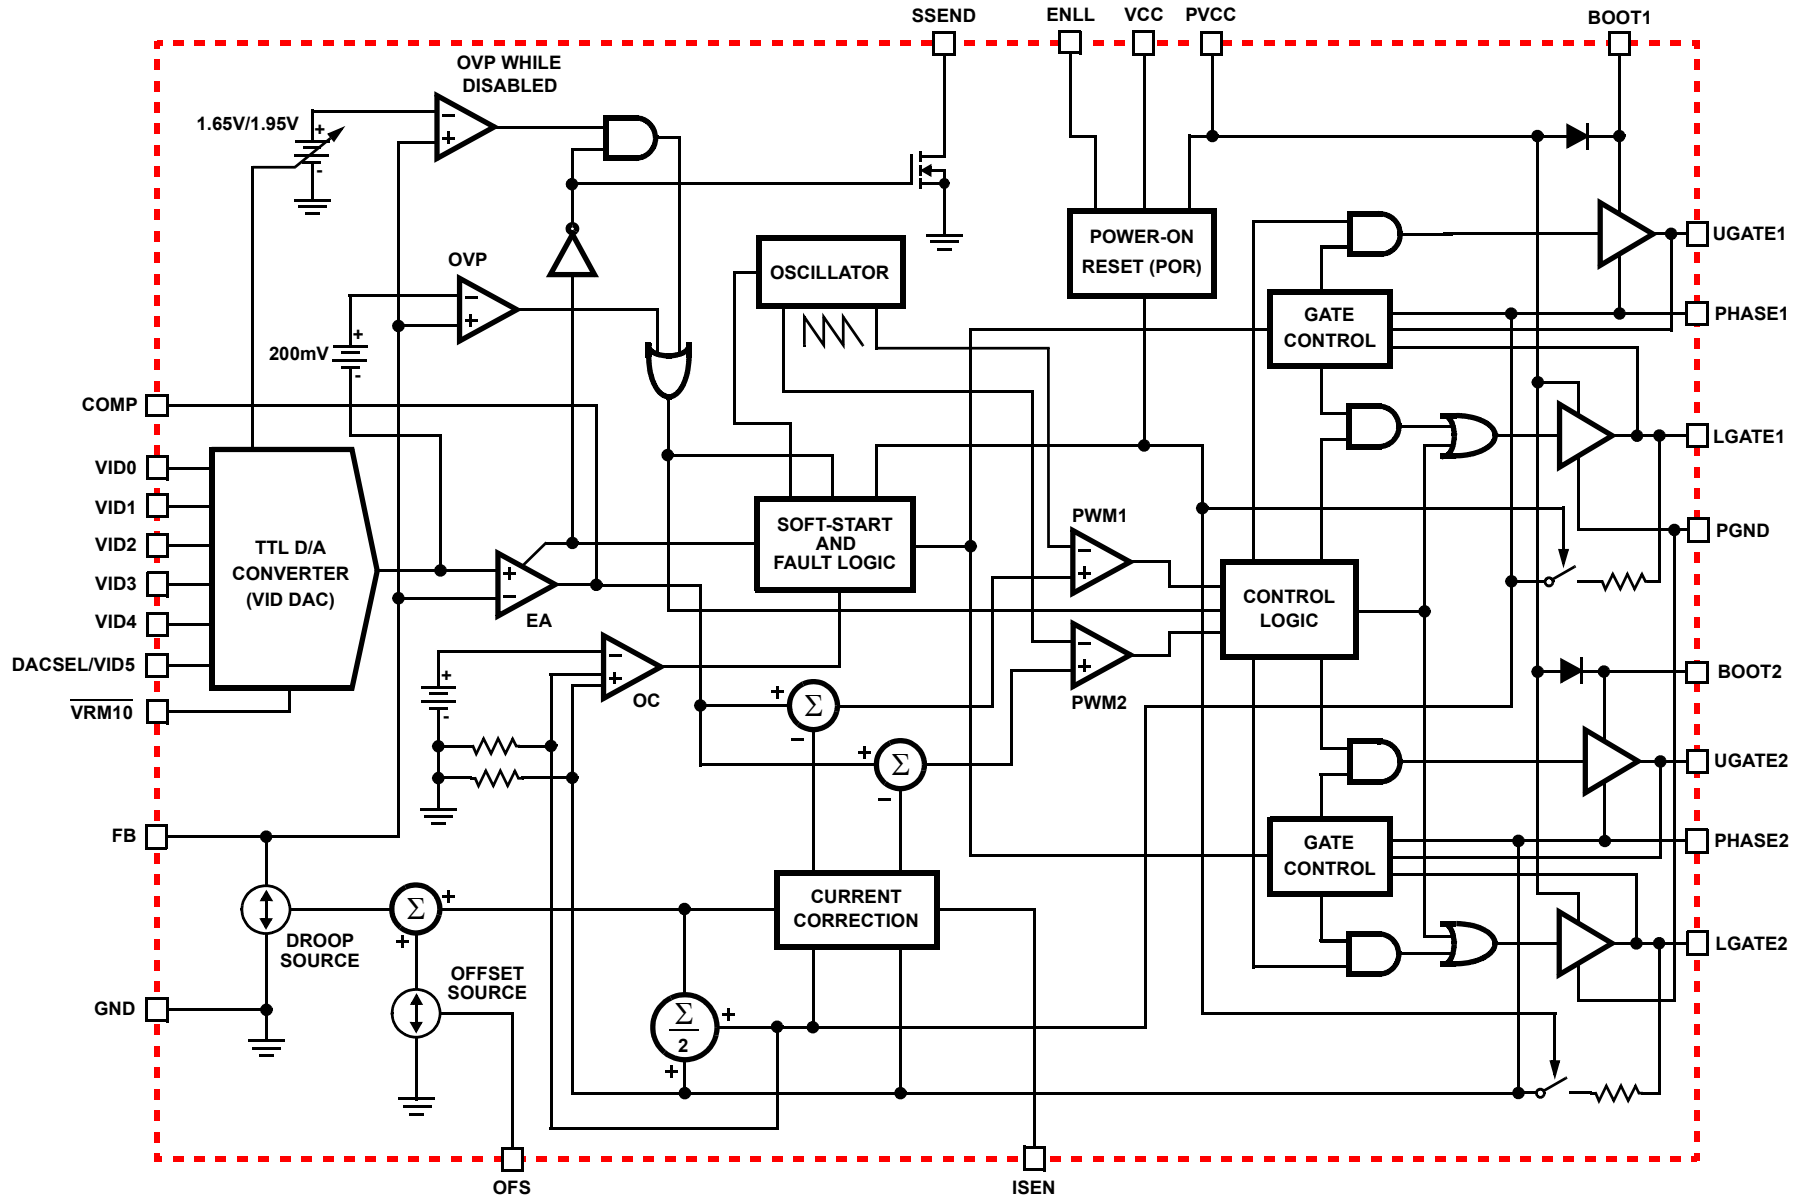 SSEND
ENLL
VCC
PVCC
BOOT1
OVP WHILE
DISABLED
1.65V/1.95V
+
-
−
+
POWER-ON
RESET (POR)
UGATE1
OVP
OSCILLATOR
−
+
200mV
+
-
GATE
CONTROL
PHASE1
COMP
LGATE1
VID0
VID1
VID2
VID3
VID4
DACSEL/VID5
VRM10
TTL D/A
CONVERTER
(VID DAC)
+
−
EA
SOFT-START
AND
FAULT LOGIC
PWM1
−
+
PGND
CONTROL
LOGIC
−
+
PWM2
+
-
−
+
OC
+
Σ
−
+
Σ
−
BOOT2
UGATE2
FB
GATE
CONTROL
PHASE2
CURRENT
CORRECTION
Σ
+
+
DROOP
SOURCE
OFFSET
SOURCE
LGATE2
GND
Σ
2
+
+
OFS
ISEN